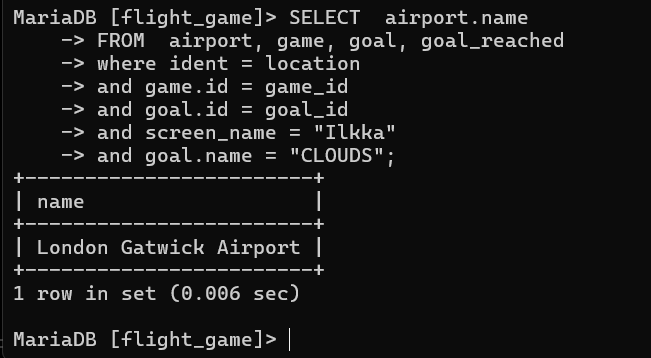 MariaDB [flight_game]> SELECT  airport.name
    -> FROM  airport, game, goal, goal_reached
    -> where ident = location
    -> and game.id = game_id
    -> and goal.id = goal_id
    -> and screen_name = "Ilkka"
    -> and goal.name = "CLOUDS";
+------------------------+
| name                   |
+------------------------+
| London Gatwick Airport |
+------------------------+
1 row in set (0.006 sec)

MariaDB [flight_game]>